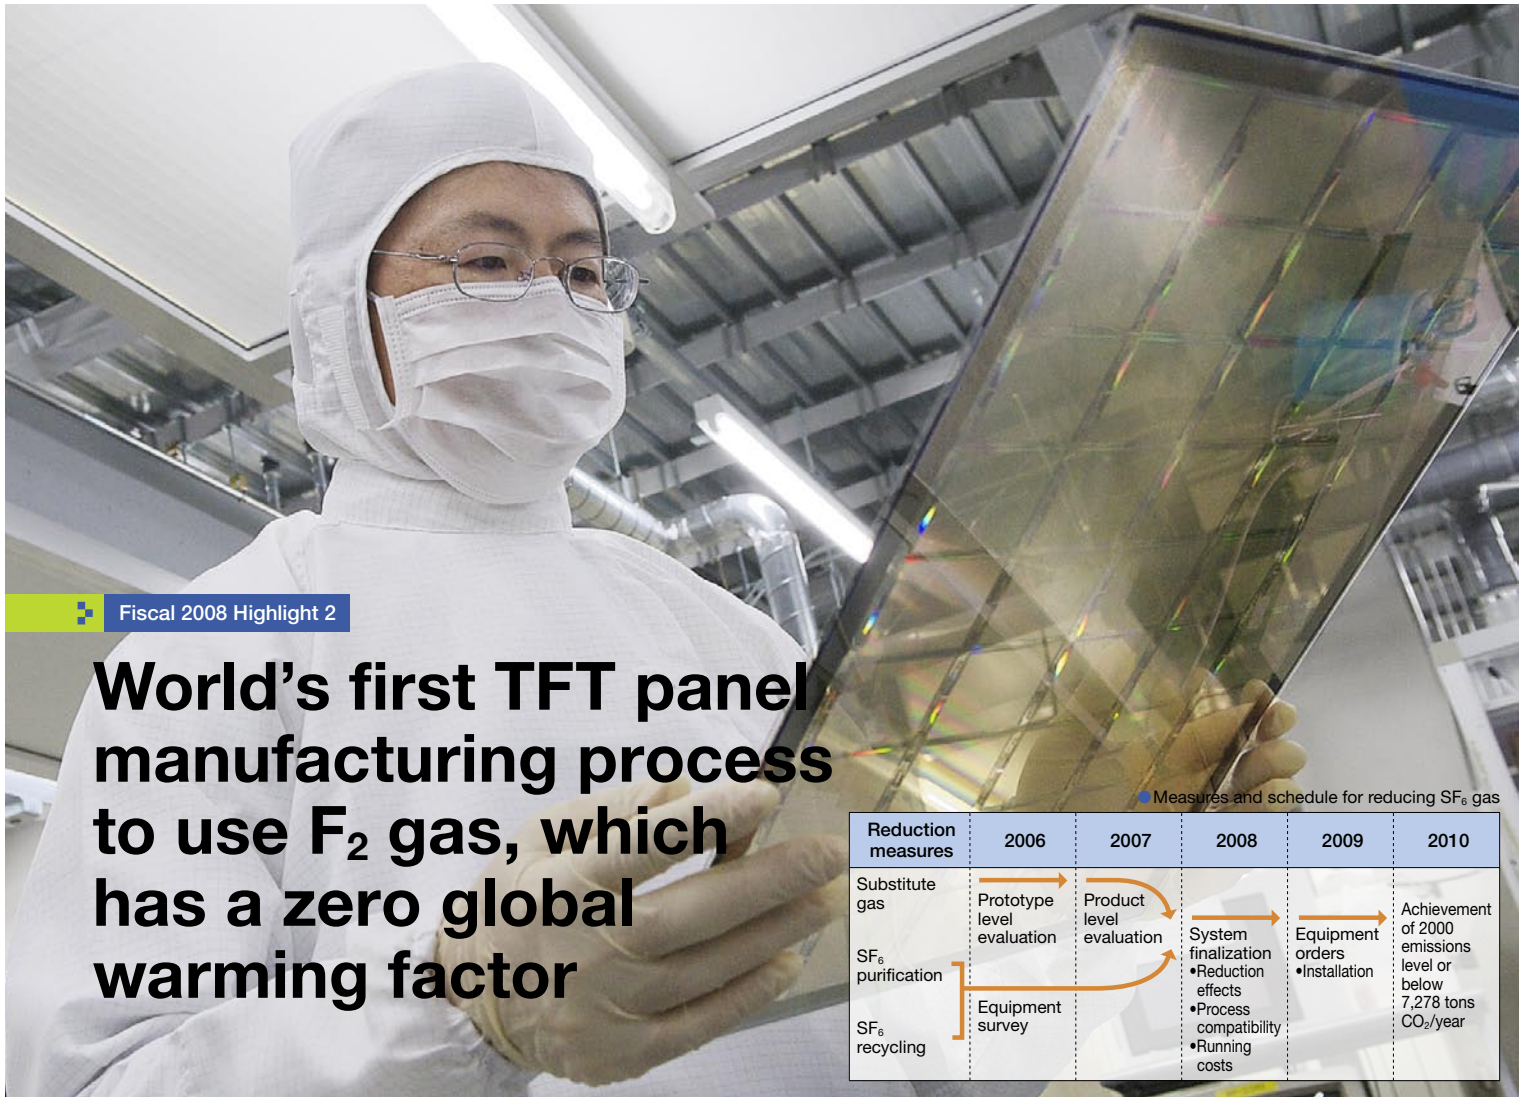 Fiscal 2008 Highlight 2
World’s first TFT panel
manufacturing process
to use F₂ gas, which
has a zero global
warming factor
Measures and schedule for reducing SF₆ gas
Reduction
measures
2006
2007
2008
2009
2010
Substitute
gas
SF₆
purification
SF₆
recycling
Prototype
level
evaluation
Equipment
survey
Product
level
evaluation
System
finalization
•Reduction
effects
•Process
compatibility
•Running
costs
Equipment
orders
•Installation
Achievement
of 2000
emissions
level or
below
7,278 tons
CO₂/year